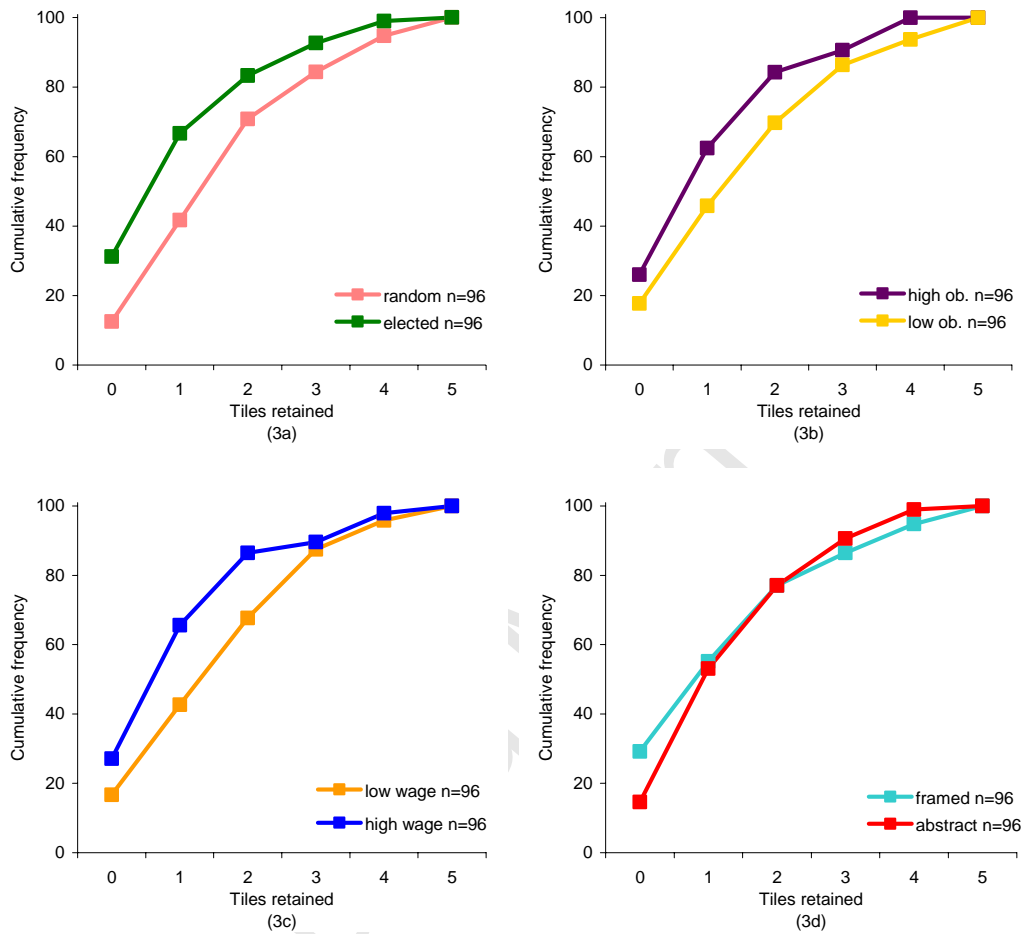 100
80
60
40
20
0
Cumulative frequency
random n=96
elected n=96
0 1 2 3 4 5
Tiles retained
(3a)
100
80
60
40
20
0
Cumulative frequency
high ob. n=96
low ob. n=96
0 1 2 3 4 5
Tiles retained
(3b)
100
80
60
40
20
0
Cumulative frequency
low wage n=96
high wage n=96
0 1 2 3 4 5
Tiles retained
(3c)
100
80
60
40
20
0
Cumulative frequency
framed n=96
abstract n=96
0 1 2 3 4 5
Tiles retained
(3d)